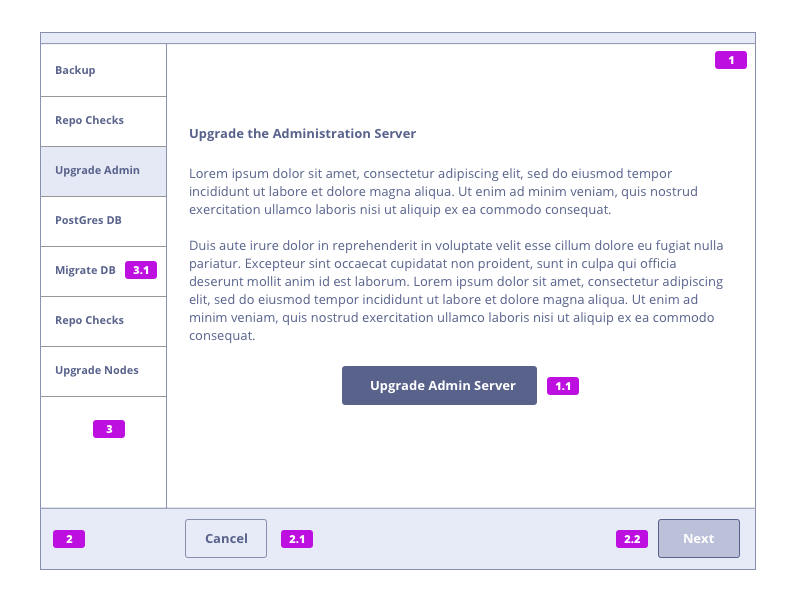 Backup
Repo Checks
Upgrade Admin
PostGres DB
Migrate DB 3.1
Repo Checks
Upgrade Nodes
3
1
Upgrade the Administration Server
Lorem ipsum dolor sit amet, consectetur adipiscing elit, sed do eiusmod tempor
incididunt ut labore et dolore magna aliqua. Ut enim ad minim veniam, quis nostrud
exercitation ullamco laboris nisi ut aliquip ex ea commodo consequat.
Duis aute irure dolor in reprehenderit in voluptate velit esse cillum dolore eu fugiat nulla
pariatur. Excepteur sint occaecat cupidatat non proident, sunt in culpa qui officia
deserunt mollit anim id est laborum. Lorem ipsum dolor sit amet, consectetur adipiscing
elit, sed do eiusmod tempor incididunt ut labore et dolore magna aliqua. Ut enim ad
minim veniam, quis nostrud exercitation ullamco laboris nisi ut aliquip ex ea commodo
consequat.
Upgrade Admin Server 1.1
2 Cancel 2.1 2.2 Next